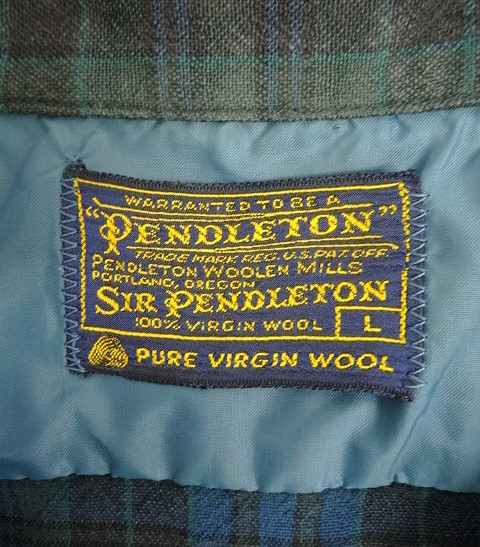 WARRANTED TO BE A
"PENDLETON"
TRADE MARK REG. U.S. PAT. OFF.
PENDLETON WOOLEN MILLS
PORTLAND, OREGON
SIR PENDLETON
100% VIRGIN WOOL L
PURE VIRGIN WOOL